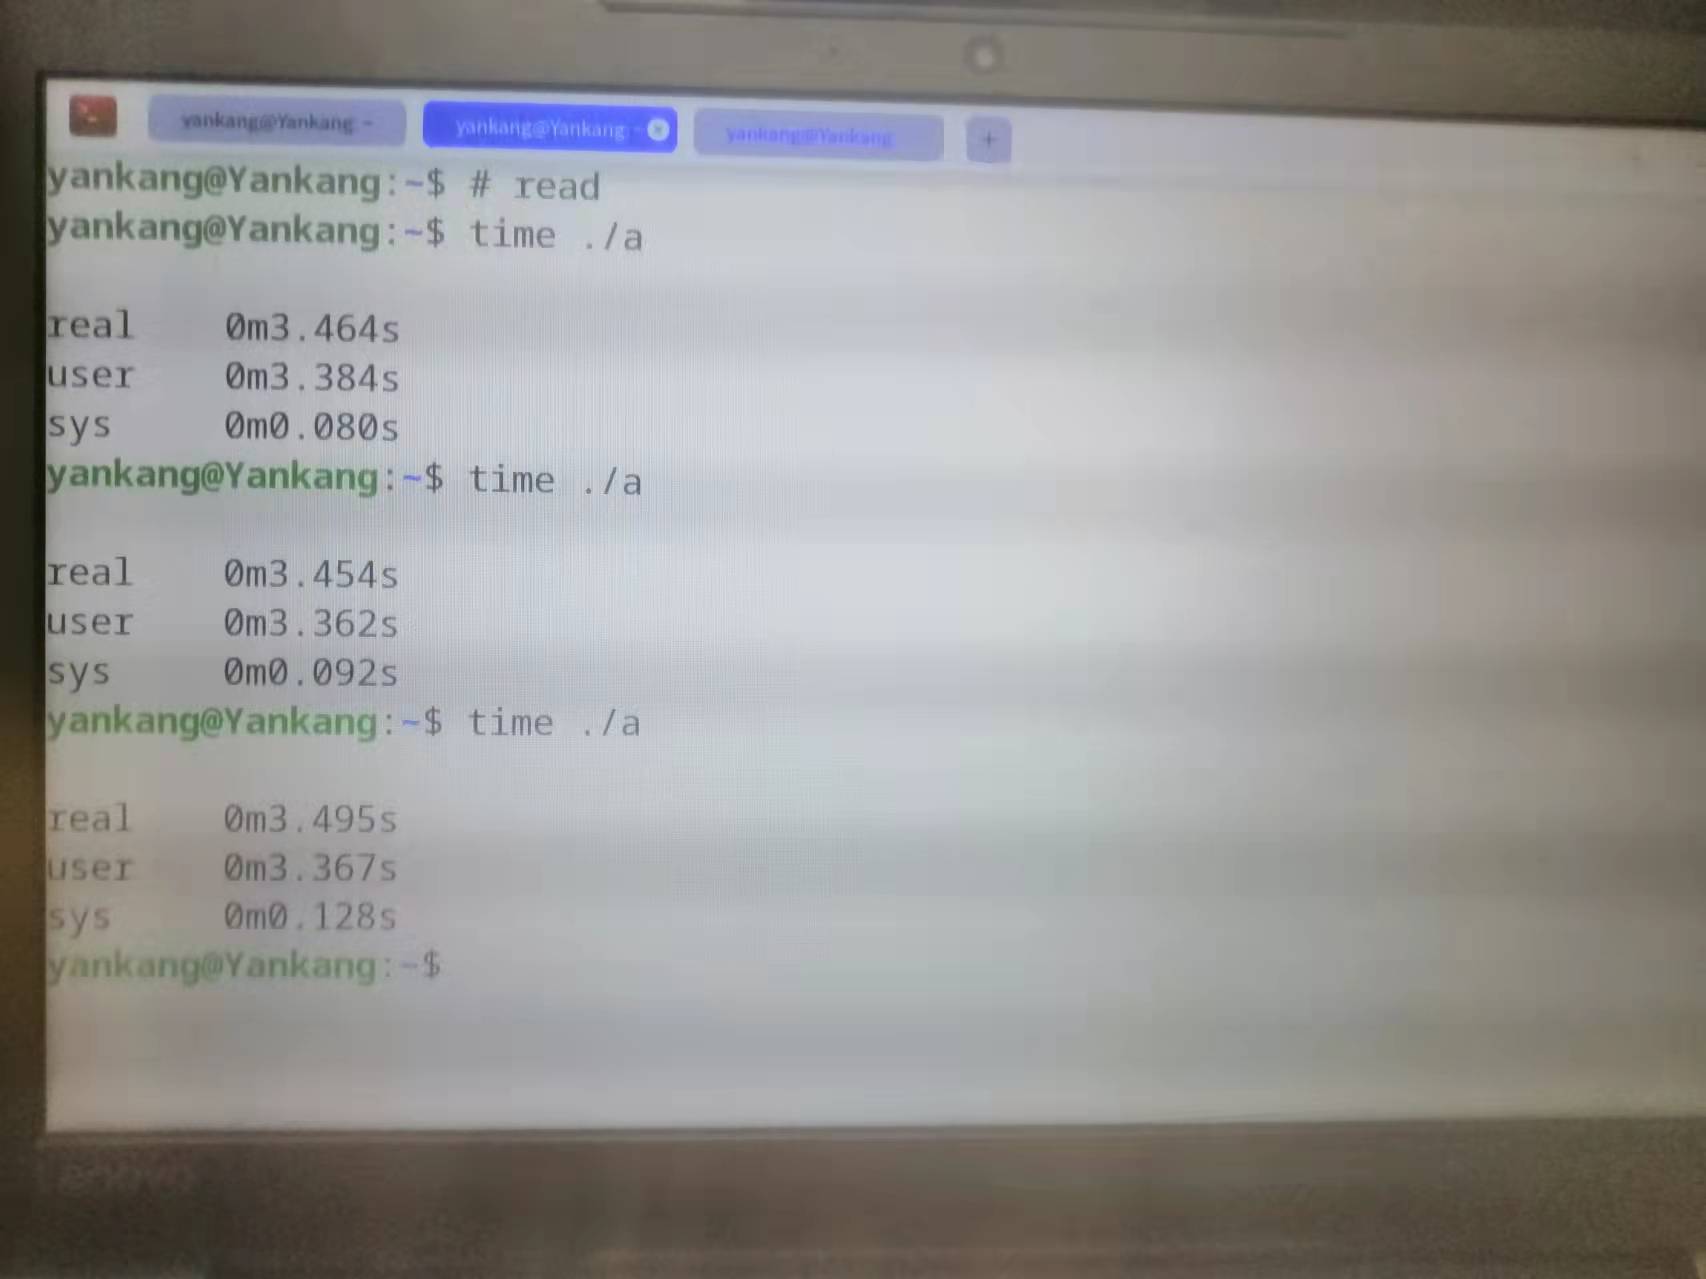 yankang@Yankang: ~
yankang@Yankang: ~
yankang@Yankang
+
yankang@Yankang:~$ # read
yankang@Yankang:~$ time ./a
real 0m3.464s
user 0m3.384s
sys 0m0.080s
yankang@Yankang:~$ time ./a
real 0m3.454s
user 0m3.362s
sys 0m0.092s
yankang@Yankang:~$ time ./a
real 0m3.495s
user 0m3.367s
sys 0m0.128s
yankang@Yankang:~$